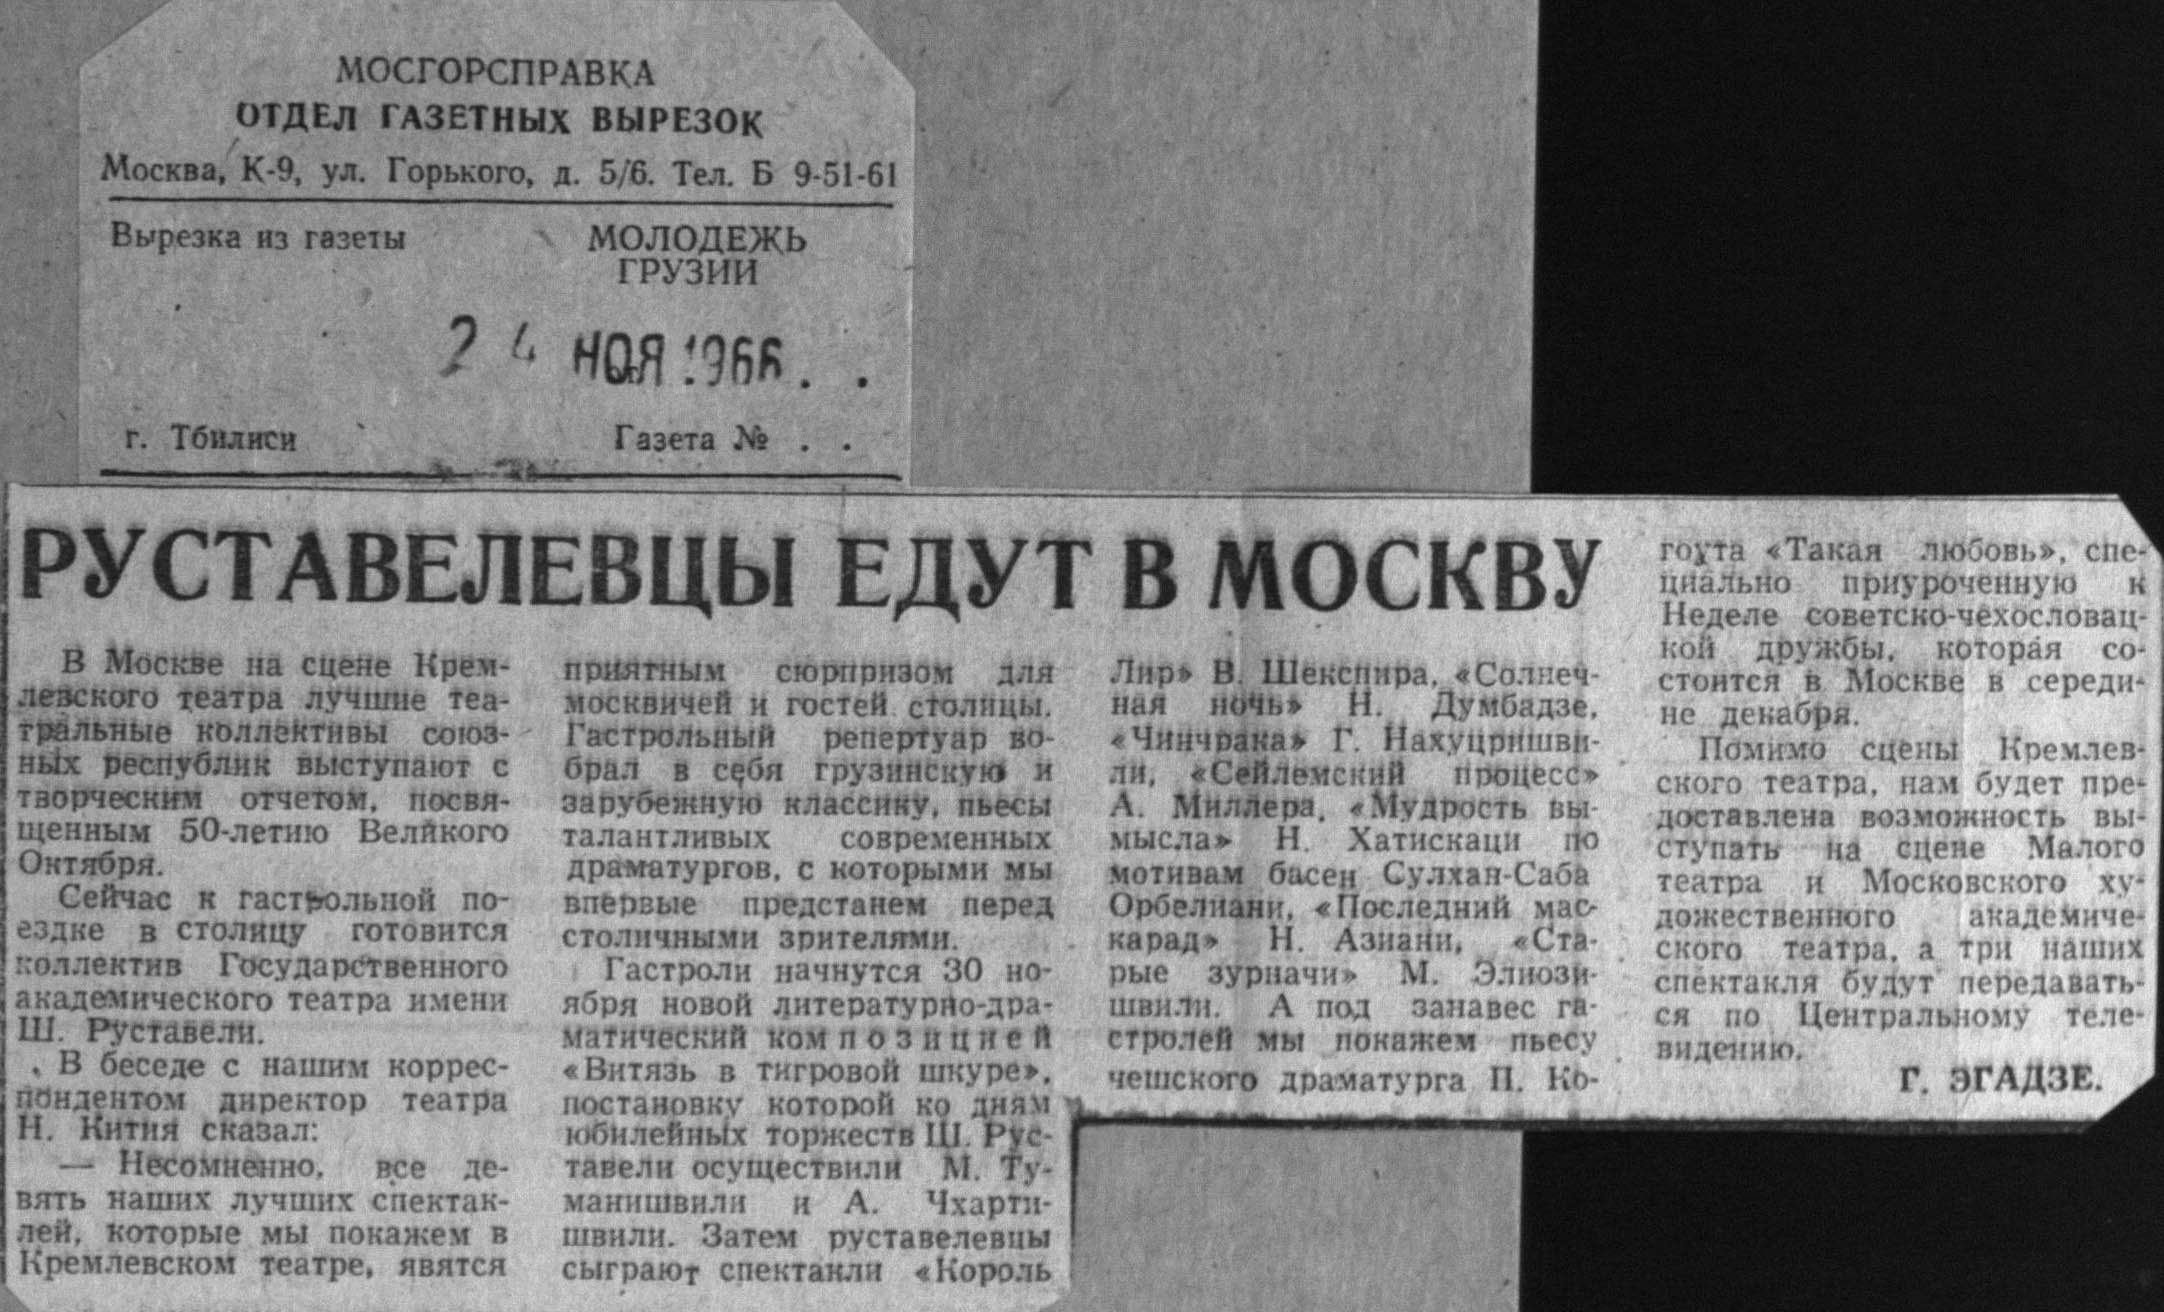 МОСГОРСПРАВКА
ОТДЕЛ ГАЗЕТНЫХ ВЫРЕЗОК
Москва, К-9, ул. Горького, д. 5/6. Тел. Б 9-51-61
Вырезка из газеты
МОЛОДЕЖЬ
ГРУЗИИ
24 НОЯ 1966 . .
г. Тбилиси
Газета № . .
РУСТАВЕЛЕВЦЫ ЕДУТ В МОСКВУ
В Москве на сцене Крем-
левского театра лучшие теа-
тральные коллективы союз-
ных республик выступают с
творческим отчетом, посвя-
щенным 50-летию Великого
Октября.
Сейчас к гастрольной по-
ездке в столицу готовится
коллектив Государственного
академического театра имени
Ш. Руставели.
В беседе с нашим коррес-
пондентом директор театра
Н. Кития сказал:
— Несомненно, все де-
вять наших лучших спектак-
лей, которые мы покажем в
Кремлевском театре, явятся
приятным сюрпризом для
москвичей и гостей столицы.
Гастрольный репертуар во-
брал в себя грузинскую и
зарубежную классику, пьесы
талантливых современных
драматургов, с которыми мы
впервые предстанем перед
столичными зрителями.
Гастроли начнутся 30 но-
ября новой литературно-дра-
матический композицией
«Витязь в тигровой шкуре»,
постановку которой ко дням
юбилейных торжеств Ш. Рус-
тавели осуществили М. Ту-
манишвили и А. Чхарти-
швили. Затем руставелевцы
сыграют спектакли «Король
Лир» В. Шекспира, «Солнеч-
ная ночь» Н. Думбадзе,
«Чинчрака» Г. Нахуцришви-
ли, «Сейлемский процесс»
А. Миллера, «Мудрость вы-
мысла» Н. Хатискаци по
мотивам басен Сулхан-Саба
Орбелиани, «Последний мас-
карад» Н. Азиани, «Ста-
рые зурначи» М. Элиози-
швили. А под занавес га-
стролей мы покажем пьесу
чешского драматурга П. Ко-
гоута «Такая любовь», спе-
циально приуроченную к
Неделе советско-чехословац-
кой дружбы, которая со-
стоится в Москве в середи-
не декабря.
Помимо сцены Кремлев-
ского театра, нам будет пре-
доставлена возможность вы-
ступать на сцене Малого
театра и Московского ху-
дожественного академиче-
ского театра, а три наших
спектакля будут передавать-
ся по Центральному теле-
видению.
Г. ЭГАДЗЕ.